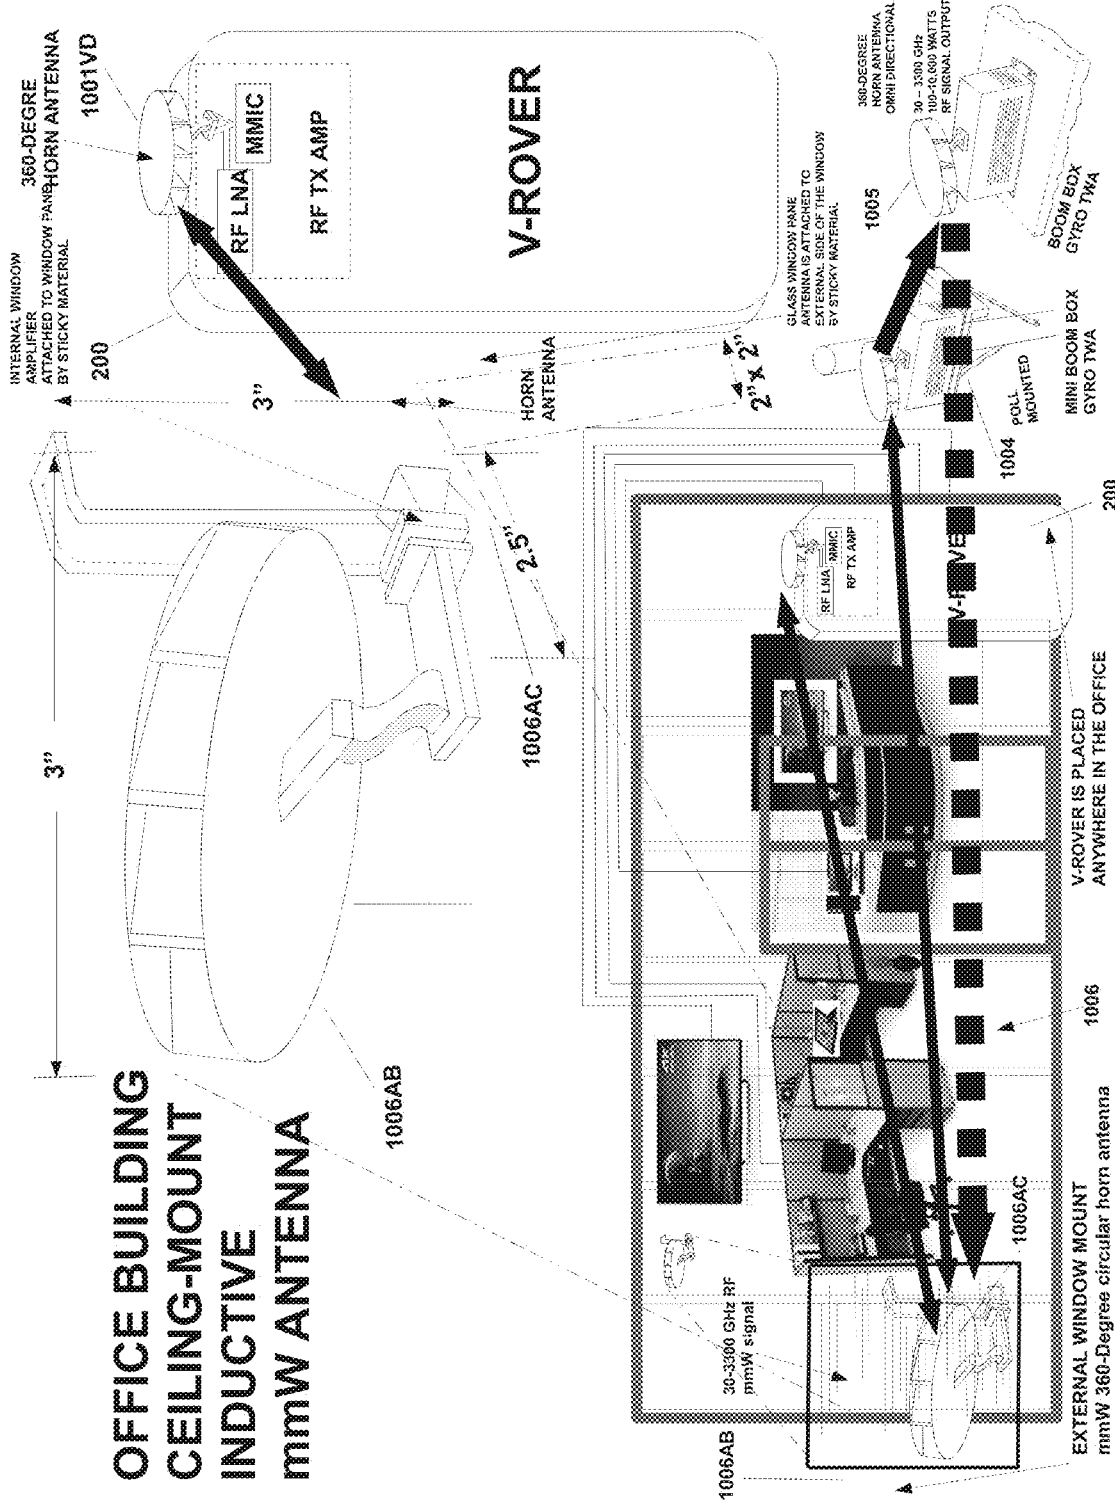 OFFICE BUILDING
CEILING-MOUNT
INDUCTIVE
mmW ANTENNA
3”
1006AB
1006AC
2.5”
INTERNAL WINDOW
AMPLIFIER
ATTACHED TO WINDOW PANE
BY STICKY MATERIAL
200
3”
HORN
ANTENNA
360-DEGRE
HORN ANTENNA
1001VD
RF LNA
MMIC
RF TX AMP
V-ROVER
GLASS WINDOW PANE
ANTENNA IS ATTACHED TO
EXTERNAL SIDE OF THE WINDOW
BY STICKY MATERIAL
2” x 2”
360-DEGREE
HORN ANTENNA
OMNI DIRECTIONAL
30 – 3300 GHz
100-10,000 WATTS
RF SIGNAL OUTPUT
1005
BOOM BOX
GYRO TWA
MINI BOOM BOX
GYRO TWA
POLL
MOUNTED
1004
RF LNA
MMIC
RF TX AMP
200
V-ROVER IS PLACED
ANYWHERE IN THE OFFICE
1006
30-3300 GHz RF
mmW signal
1006AB
1006AC
EXTERNAL WINDOW MOUNT
mmW 360-Degree circular horn antenna